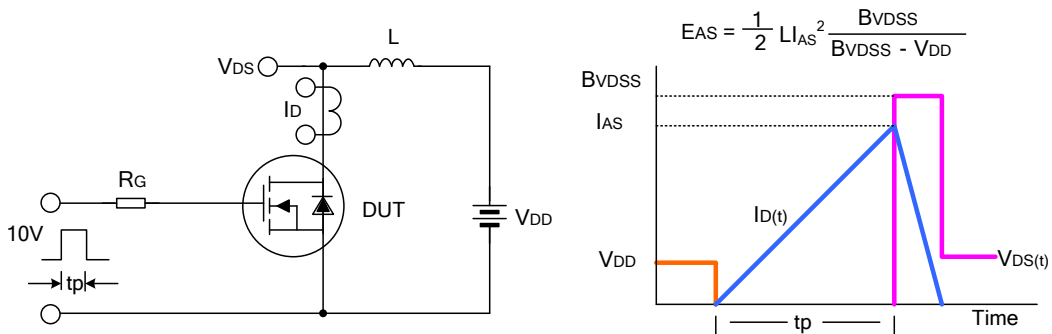 L
VDS
ID
RG
DUT
10V
VDD
tp
EAS = 1/2 LIAS² BVDSS / BVDSS - VDD
BVDSS
IAS
ID(t)
VDD
VDS(t)
Time
tp